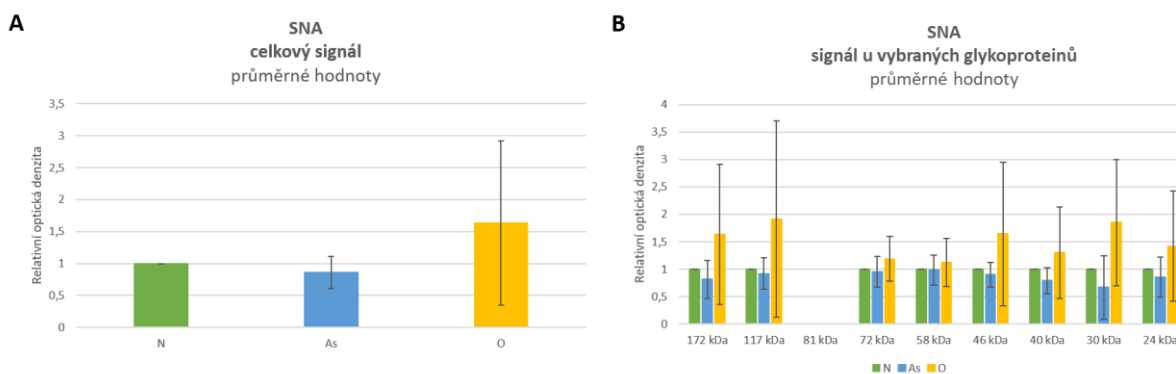 A
SNA
celkový signál
průměrné hodnoty
Relativní optická denzita
3,5
3
2,5
2
1,5
1
0,5
0
N As O
B
SNA
signál u vybraných glykoproteinů
průměrné hodnoty
Relativní optická denzita
4
3,5
3
2,5
2
1,5
1
0,5
0
172 kDa 117 kDa 81 kDa 72 kDa 58 kDa 46 kDa 40 kDa 30 kDa 24 kDa
N As O